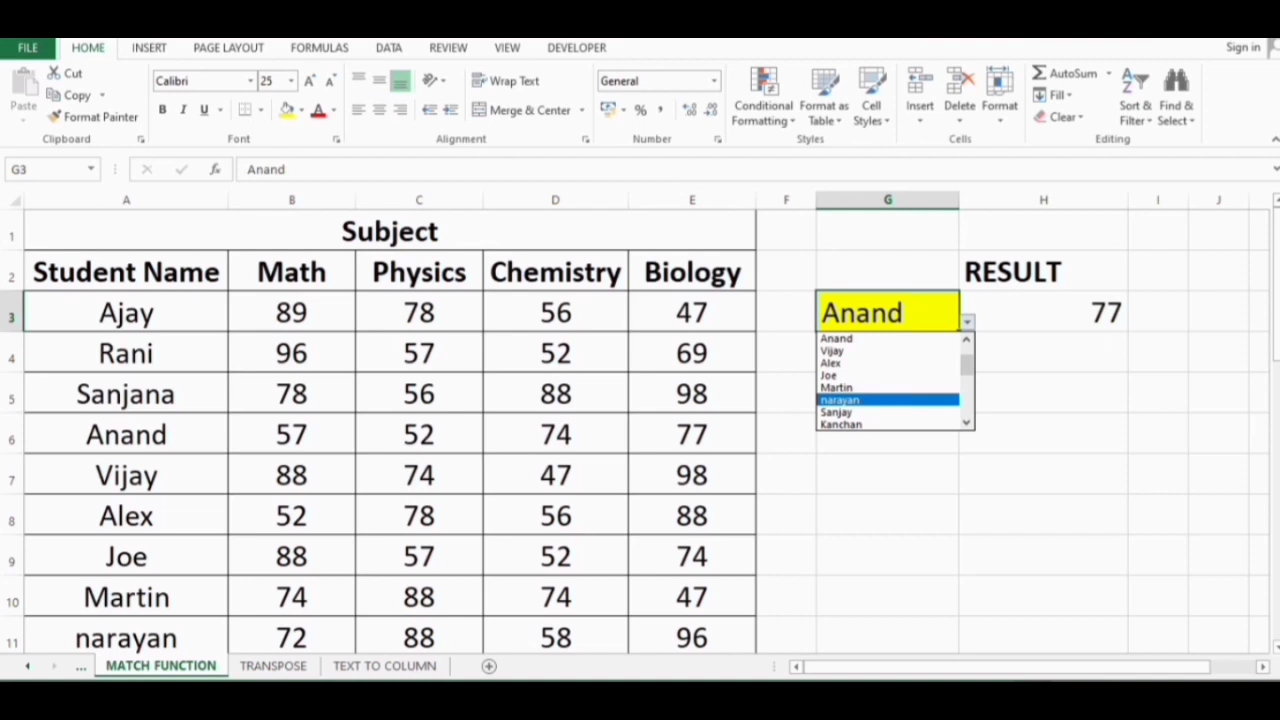 FILE HOME INSERT PAGE LAYOUT FORMULAS DATA REVIEW VIEW DEVELOPER Sign in
Paste Cut Copy Format Painter Clipboard
Calibri 25 B I U Font
Wrap Text Merge & Center Alignment
General % , Number
Conditional Formatting Format as Table Cell Styles Styles
Insert Delete Format Cells
AutoSum Fill Clear Sort & Filter Find & Select Editing
G3 fx Anand
A B C D E F G H I J
1 Subject
2 Student Name Math Physics Chemistry Biology RESULT
3 Ajay 89 78 56 47 Anand 77
4 Rani 96 57 52 69
5 Sanjana 78 56 88 98
6 Anand 57 52 74 77
7 Vijay 88 74 47 98
8 Alex 52 78 56 88
9 Joe 88 57 52 74
10 Martin 74 88 74 47
11 narayan 72 88 58 96
Anand
Vijay
Alex
Joe
Martin
narayan
Sanjay
Kanchan
... MATCH FUNCTION TRANSPOSE TEXT TO COLUMN